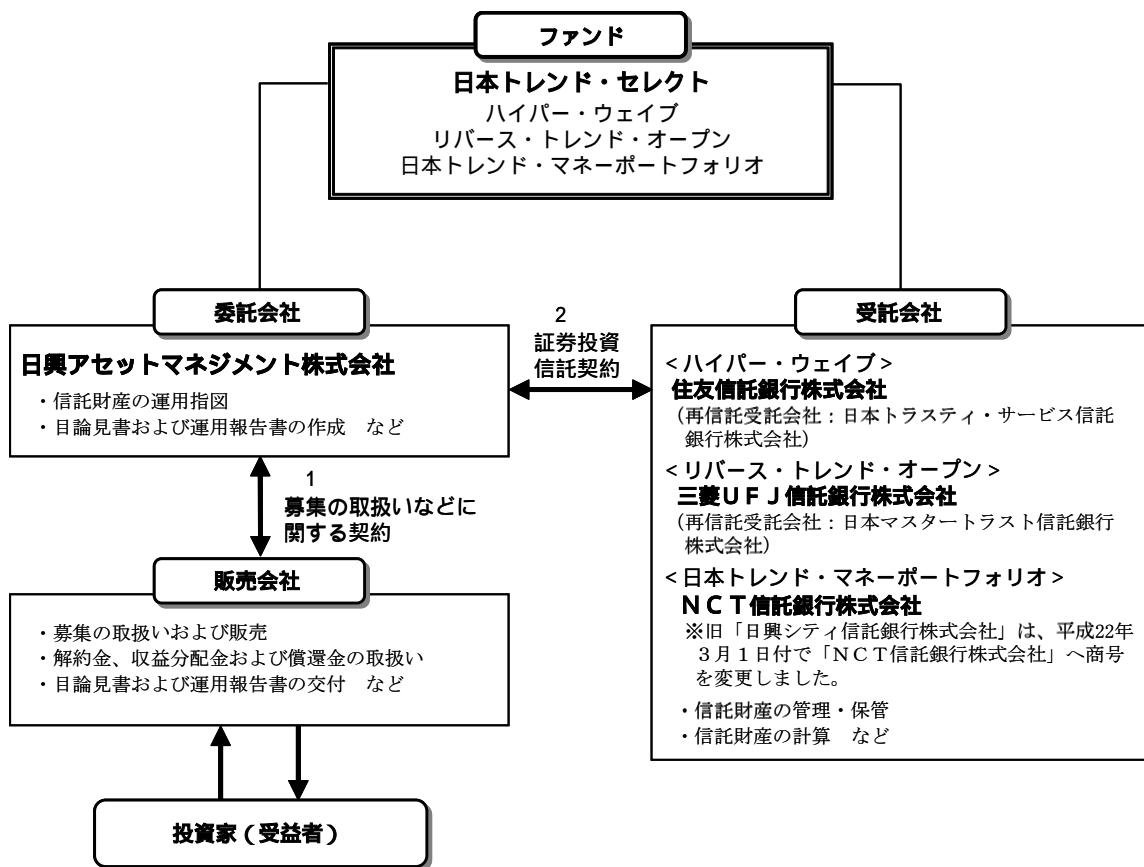 ファンド
日本トレンド・セレクト
ハイパー・ウェイブ
リバース・トレンド・オープン
日本トレンド・マネーポートフォリオ
委託会社
日興アセットマネジメント株式会社
・信託財産の運用指図
・目論見書および運用報告書の作成　など
2
証券投資
信託契約
受託会社
＜ハイパー・ウェイブ＞
住友信託銀行株式会社
(再信託受託会社：日本トラスティ・サービス信託
銀行株式会社)
＜リバース・トレンド・オープン＞
三菱ＵＦＪ信託銀行株式会社
(再信託受託会社：日本マスタートラスト信託銀行
株式会社)
＜日本トレンド・マネーポートフォリオ＞
ＮＣＴ信託銀行株式会社
※旧「日興シティ信託銀行株式会社」は、平成22年
３月１日付で「ＮＣＴ信託銀行株式会社」へ商号
を変更しました。
・信託財産の管理・保管
・信託財産の計算　など
1
募集の取扱いなどに
関する契約
販売会社
・募集の取扱いおよび販売
・解約金、収益分配金および償還金の取扱い
・目論見書および運用報告書の交付　など
投資家（受益者）